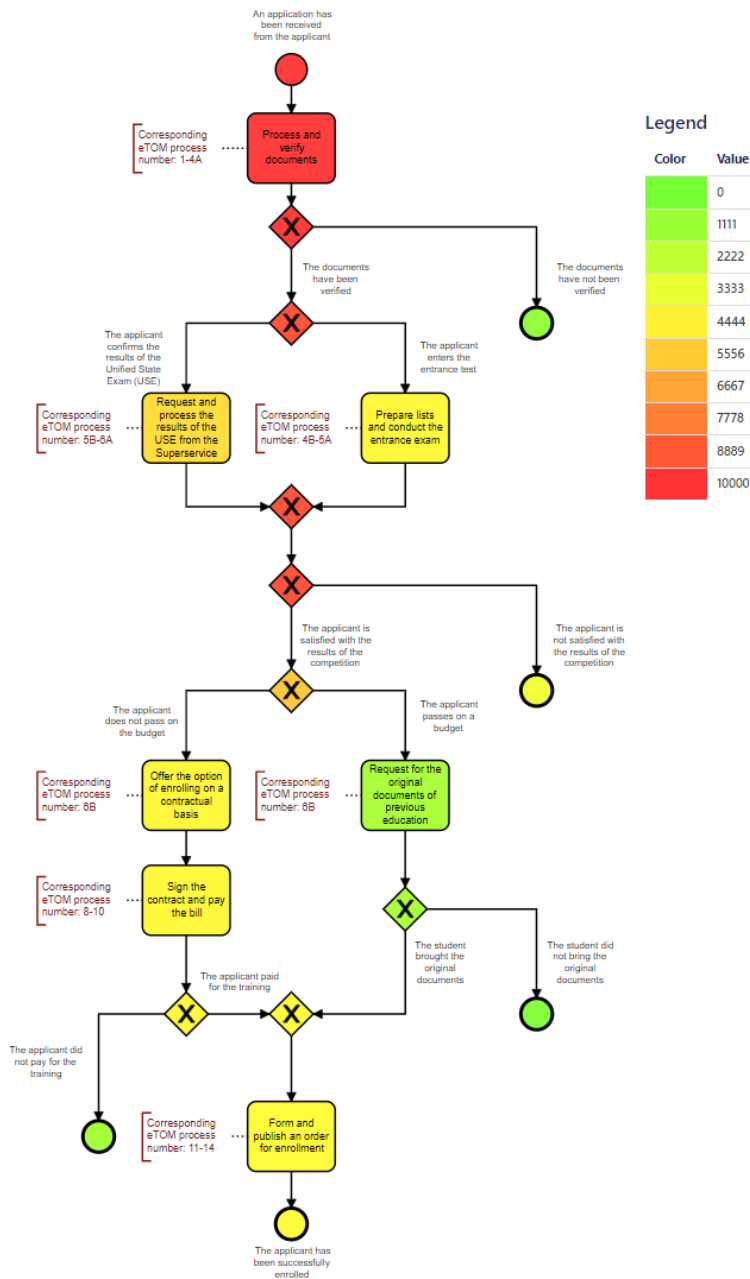 An application has
been received
from the applicant
Corresponding
eTOM process
number: 1-4A
Process and
verify
documents
Legend
Color Value
0
1111
2222
3333
4444
5556
6667
7778
8889
10000
X
The documents
have been
verified
The documents
have not been
verified
X
The applicant
confirms the
results of the
Unified State
Exam (USE)
The applicant
enters the
entrance test
Corresponding
eTOM process
number: 5B-6A
Request and
process the
results of the
USE from the
Superservice
Corresponding
eTOM process
number: 4B-5A
Prepare lists
and conduct the
entrance exam
X
X
The applicant is
satisfied with the
results of the
competition
The applicant is
not satisfied with
the results of the
competition
X
The applicant
does not pass on
the budget
The applicant
passes on a
budget
Corresponding
eTOM process
number: 6B
Offer the option
of enrolling on a
contractual
basis
Corresponding
eTOM process
number: 6B
Request for the
original
documents of
previous
education
Corresponding
eTOM process
number: 8-10
Sign the
contract and pay
the bill
X
The student
brought the
original
documents
The student did
not bring the
original
documents
The applicant paid
for the training
X
X
The applicant did
not pay for the
training
Corresponding
eTOM process
number: 11-14
Form and
publish an order
for enrollment
The applicant has
been successfully
enrolled